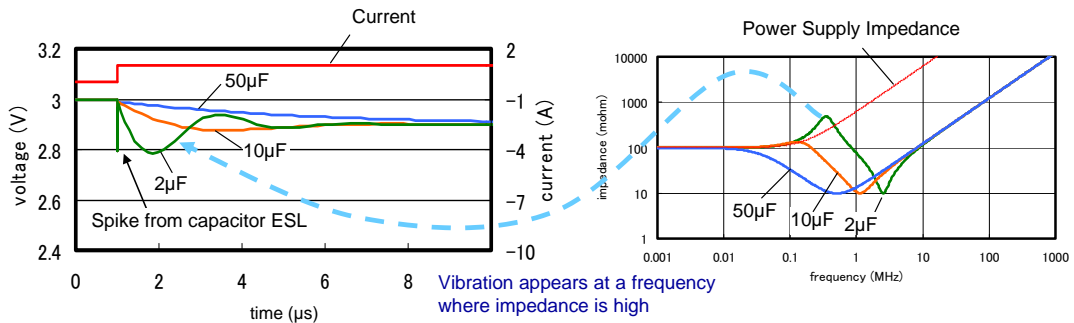 Current
3.2
3
2.8
2.6
2.4
voltage (V)
2
−1
−4
−7
−10
current (A)
50µF
10µF
2µF
Spike from capacitor ESL
0
2
4
6
8
time (µs)
Vibration appears at a frequency
where impedance is high
Power Supply Impedance
10000
1000
100
10
1
impedance (mohm)
50µF
10µF
2µF
0.001
0.01
0.1
1
10
100
1000
frequency (MHz)